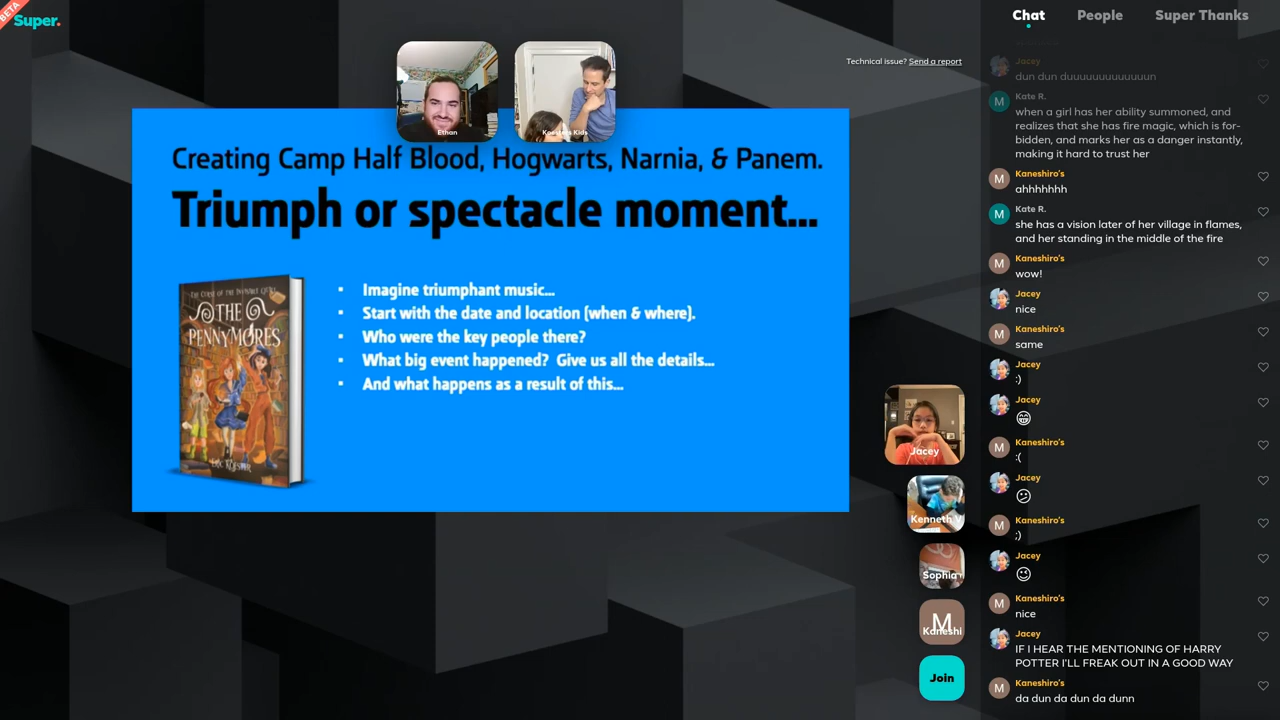 BETA
Super.
Chat
People
Super Thanks
Technical issue? Send a report
Ethan
Creating Camp Half Blood, Hogwarts, Narnia, & Panem.
Triumph or spectacle moment...
THE
PENNYMORES
ERIC KOESTER
▪ Imagine triumphant music...
▪ Start with the date and location (when & where).
▪ Who were the key people there?
▪ What big event happened? Give us all the details...
▪ And what happens as a result of this...
Jacey
Kenneth V
Sophia
M
Kaneshi
Join
Jacey
dun dun duuuuuuuuuuuuun
M
Kate R.
when a girl has her ability summoned, and
realizes that she has fire magic, which is for-
bidden, and marks her as a danger instantly,
making it hard to trust her
M
Kaneshiro's
ahhhhhhh
M
Kate R.
she has a vision later of her village in flames,
and her standing in the middle of the fire
M
Kaneshiro's
wow!
Jacey
nice
M
Kaneshiro's
same
Jacey
:)
Jacey
😁
M
Kaneshiro's
:(
Jacey
🫤
M
Kaneshiro's
;)
Jacey
😉
M
Kaneshiro's
nice
Jacey
IF I HEAR THE MENTIONING OF HARRY
POTTER I'LL FREAK OUT IN A GOOD WAY
M
Kaneshiro's
da dun da dun da dunn